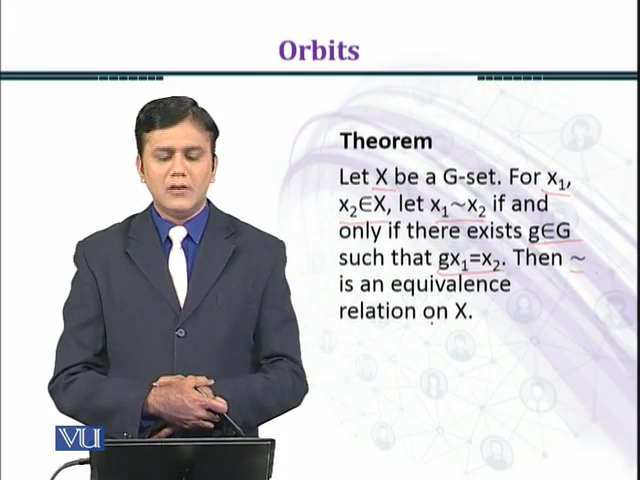 Orbits
Theorem
Let X be a G-set. For x₁,
x₂∈X, let x₁~x₂ if and
only if there exists g∈G
such that gx₁=x₂. Then ~
is an equivalence
relation on X.
VU